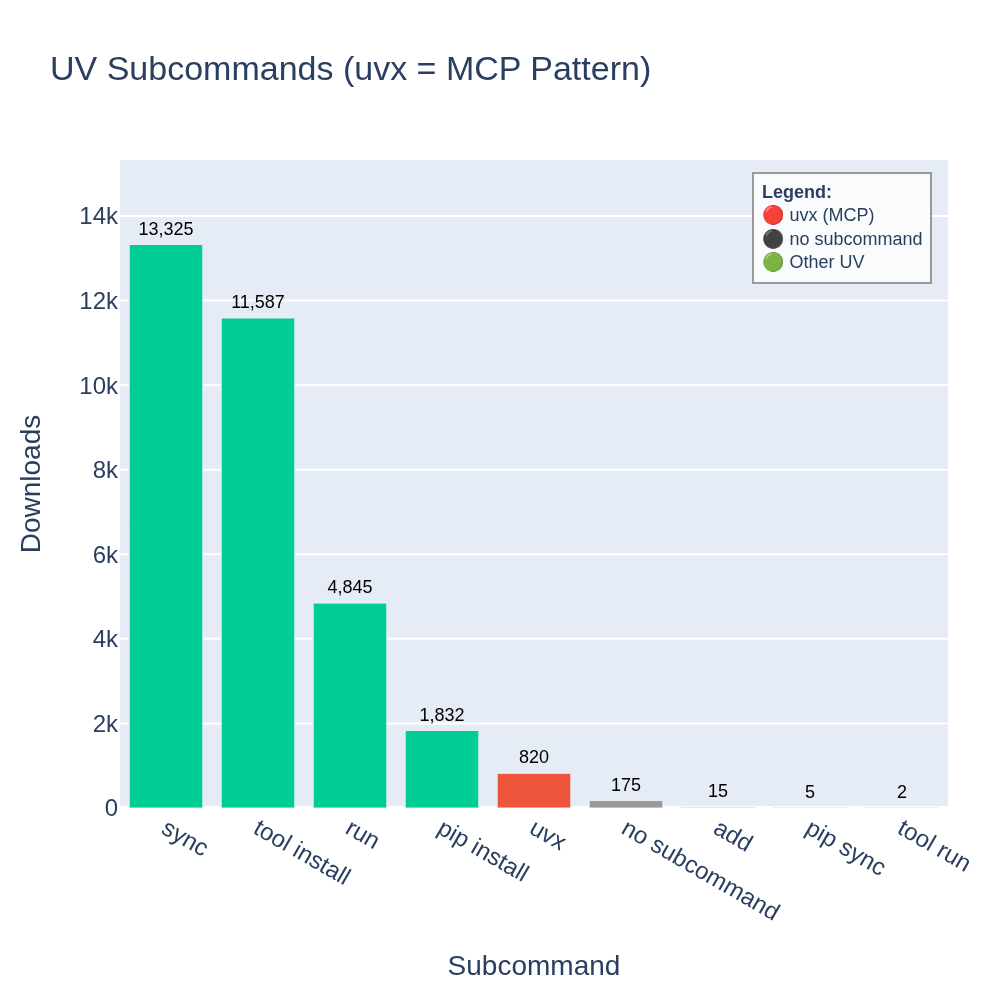 UV Subcommands (uvx = MCP Pattern)
Legend:
🔴 uvx (MCP)
⚫ no subcommand
🟢 Other UV
Downloads
14k
12k
10k
8k
6k
4k
2k
0
13,325
11,587
4,845
1,832
820
175
15
5
2
sync
tool install
run
pip install
uvx
no subcommand
add
pip sync
tool run
Subcommand